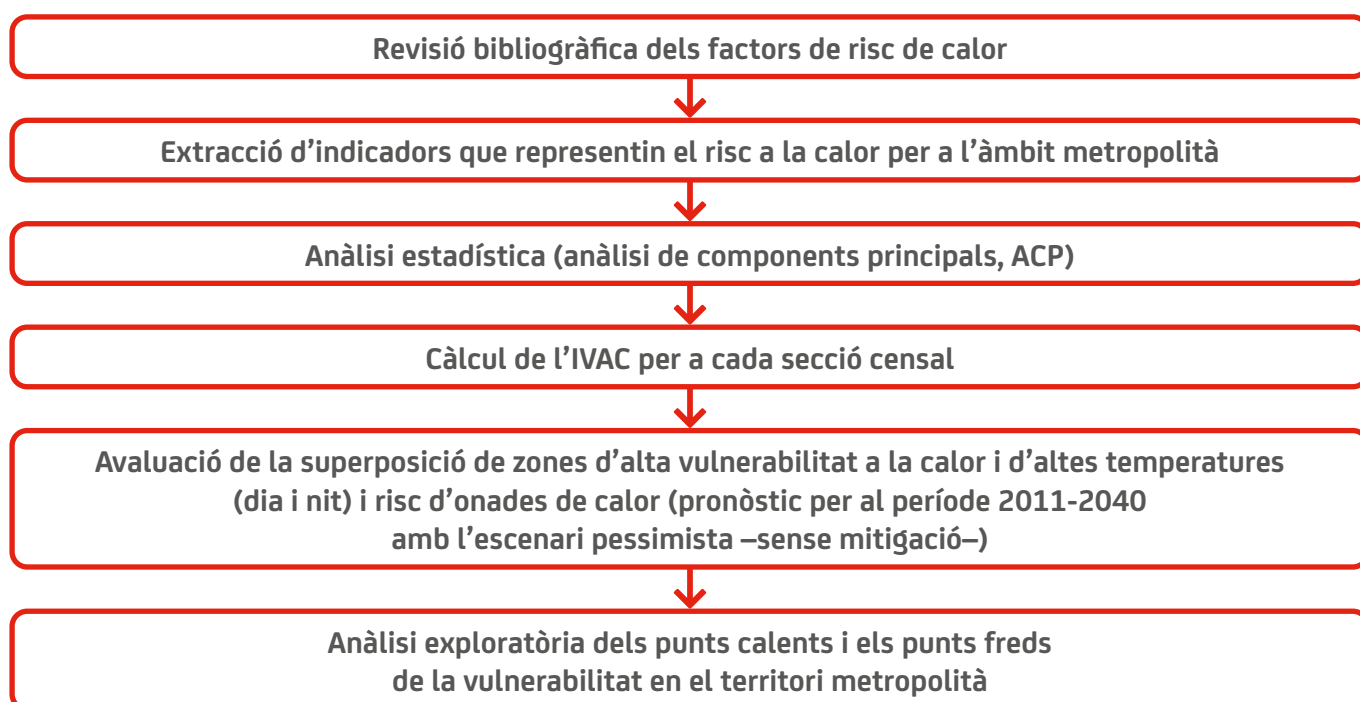 Revisió bibliogràfica dels factors de risc de calor
Extracció d’indicadors que representin el risc a la calor per a l’àmbit metropolità
Anàlisi estadística (anàlisi de components principals, ACP)
Càlcul de l’IVAC per a cada secció censal
Avaluació de la superposició de zones d’alta vulnerabilitat a la calor i d’altes temperatures
(dia i nit) i risc d’onades de calor (pronòstic per al període 2011-2040
amb l’escenari pessimista –sense mitigació–)
Anàlisi exploratòria dels punts calents i els punts freds
de la vulnerabilitat en el territori metropolità